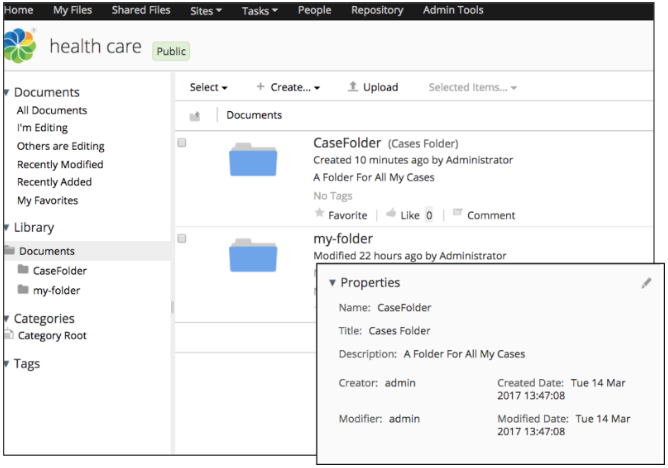 Home My Files Shared Files Sites Tasks People Repository Admin Tools
health care Public
Documents
All Documents
I'm Editing
Others are Editing
Recently Modified
Recently Added
My Favorites
Library
Documents
CaseFolder
my-folder
Categories
Category Root
Tags
Select + Create... Upload Selected Items...
Documents
CaseFolder (Cases Folder)
Created 10 minutes ago by Administrator
A Folder For All My Cases
No Tags
Favorite Like 0 Comment
my-folder
Modified 22 hours ago by Administrator
Properties
Name: CaseFolder
Title: Cases Folder
Description: A Folder For All My Cases
Creator: admin Created Date: Tue 14 Mar
2017 13:47:08
Modifier: admin Modified Date: Tue 14 Mar
2017 13:47:08